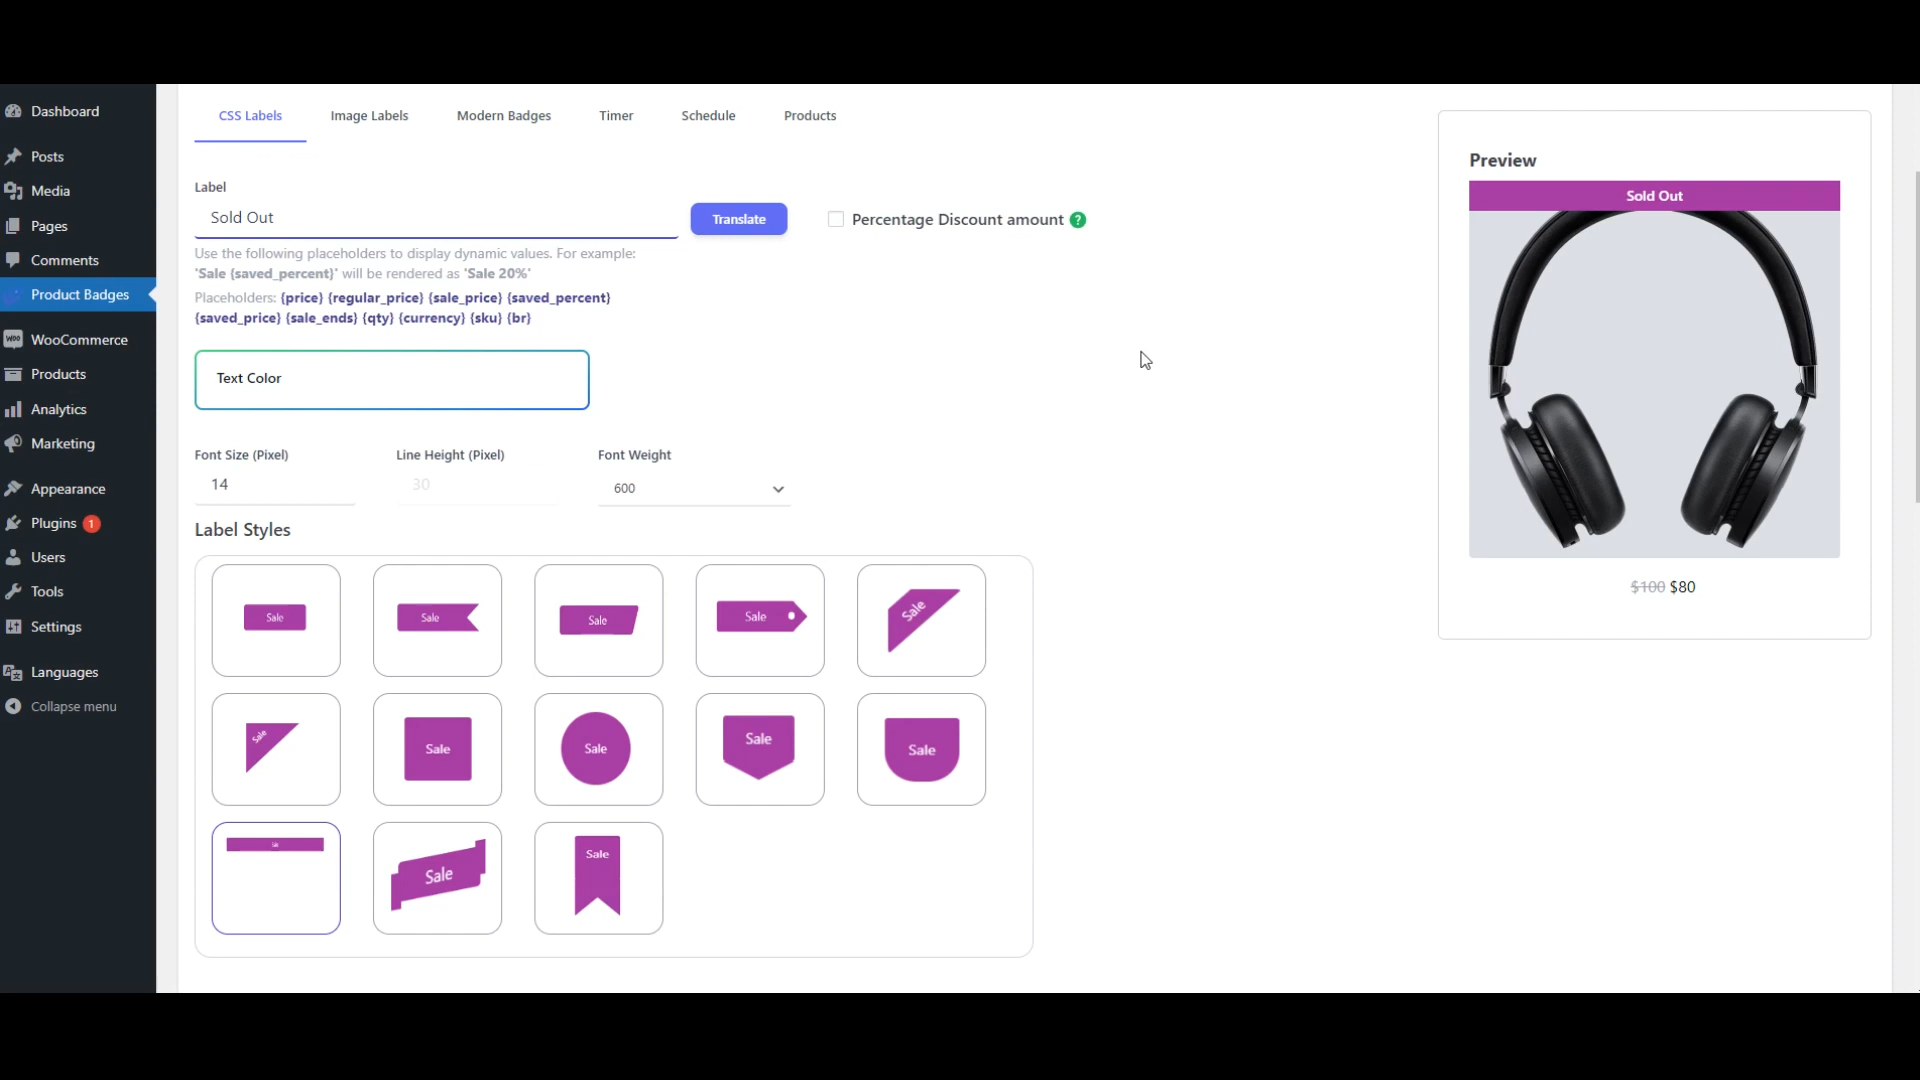 Dashboard
Posts
Media
Pages
Comments
Product Badges
WooCommerce
Products
Analytics
Marketing
Appearance
Plugins 1
Users
Tools
Settings
Languages
Collapse menu
CSS Labels Image Labels Modern Badges Timer Schedule Products
Label
Sold Out
Translate
Percentage Discount amount ?
Use the following placeholders to display dynamic values. For example:
'Sale {saved_percent}' will be rendered as 'Sale 20%'
Placeholders: {price} {regular_price} {sale_price} {saved_percent}
{saved_price} {sale_ends} {qty} {currency} {sku} {br}
Text Color
Font Size (Pixel) Line Height (Pixel) Font Weight
14 30 600
Label Styles
Sale Sale Sale Sale Sale
Sale Sale Sale Sale Sale
Sale Sale Sale
Preview
Sold Out
$100 $80